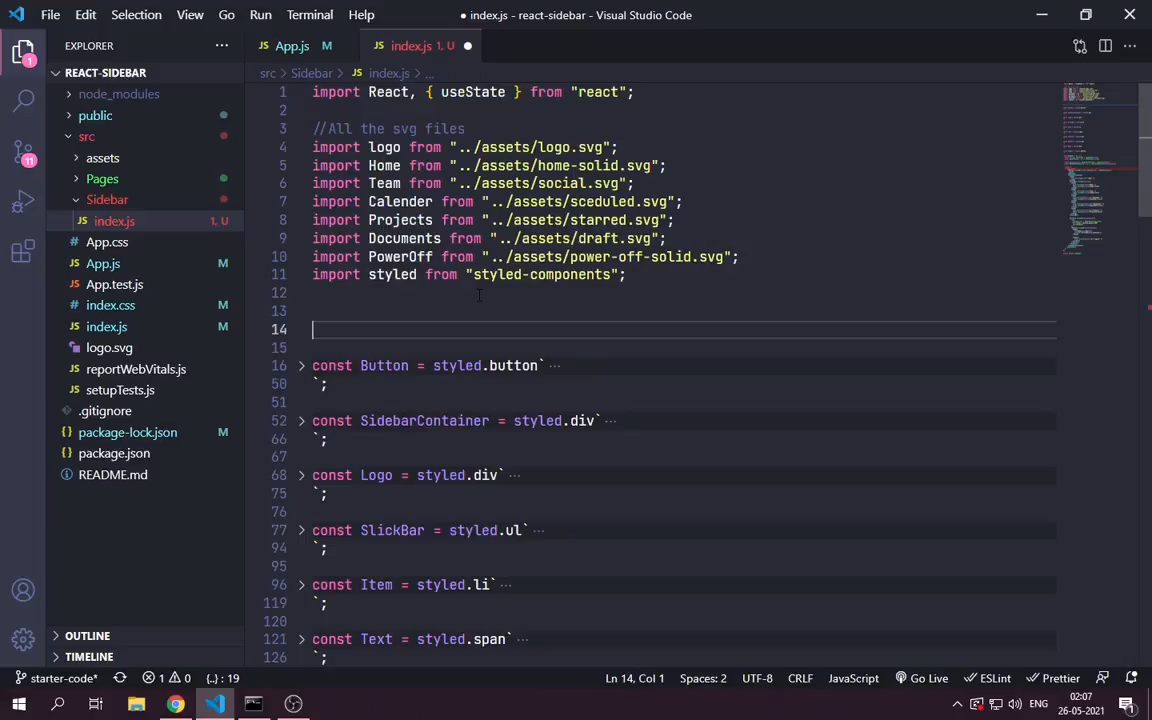 File Edit Selection View Go Run Terminal Help
● index.js - react-sidebar - Visual Studio Code
EXPLORER
JS App.js M
JS index.js 1, U
REACT-SIDEBAR
src > Sidebar > JS index.js > ...
node_modules
public
src
assets
Pages
Sidebar
JS index.js 1, U
# App.css
JS App.js M
JS App.test.js
# index.css M
JS index.js M
logo.svg
JS reportWebVitals.js
JS setupTests.js
.gitignore
{} package-lock.json M
{} package.json
README.md
OUTLINE
TIMELINE
1 import React, { useState } from "react";
2
3 //All the svg files
4 import logo from "../assets/logo.svg";
5 import Home from "../assets/home-solid.svg";
6 import Team from "../assets/social.svg";
7 import Calender from "../assets/sceduled.svg";
8 import Projects from "../assets/starred.svg";
9 import Documents from "../assets/draft.svg";
10 import PowerOff from "../assets/power-off-solid.svg";
11 import styled from "styled-components";
12
13
14
15
16 const Button = styled.button` ...
50 `;
51
52 const SidebarContainer = styled.div` ...
66 `;
67
68 const Logo = styled.div` ...
75 `;
76
77 const SlickBar = styled.ul` ...
94 `;
95
96 const Item = styled.li` ...
119 `;
120
121 const Text = styled.span` ...
126 `;
1
11
starter-code* 1 0 {..} : 19
Ln 14, Col 1 Spaces: 2 UTF-8 CRLF JavaScript Go Live ESLint Prettier
ENG
02:07
26-05-2021
1